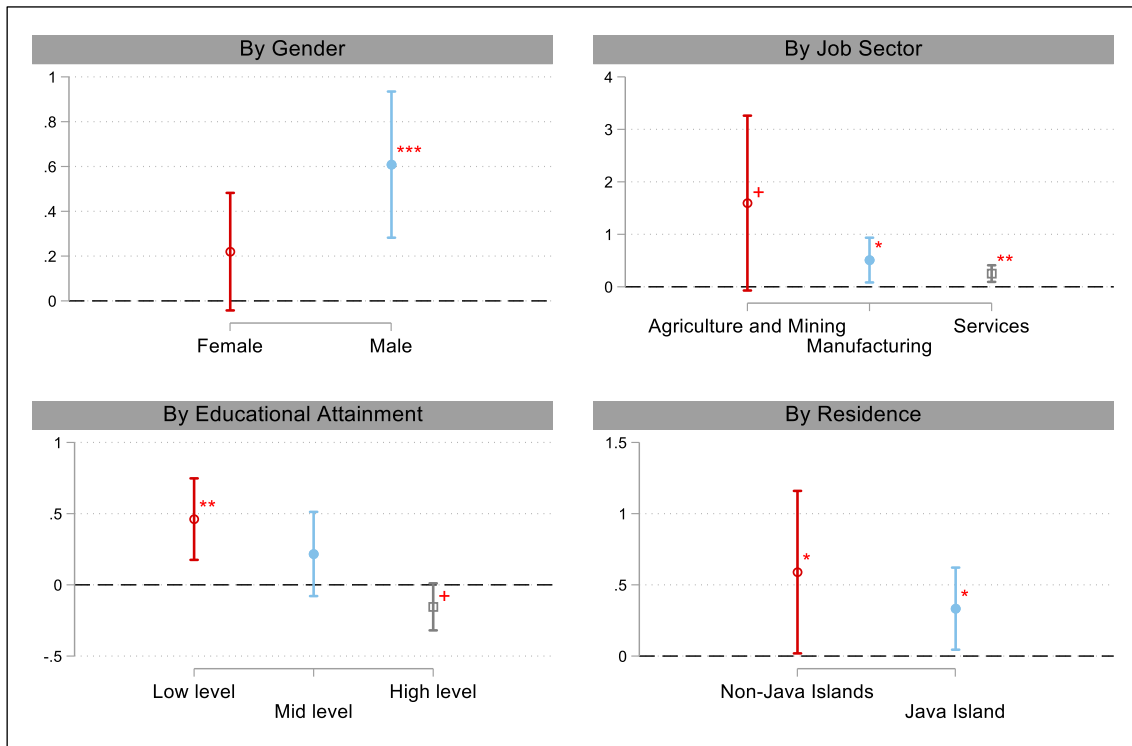 By Gender
1
.8
.6
.4
.2
0
***
Female
Male
By Job Sector
4
3
2
1
0
+
*
**
Agriculture and Mining
Manufacturing
Services
By Educational Attainment
1
.5
0
-.5
**
+
Low level
Mid level
High level
By Residence
1.5
1
.5
0
*
*
Non-Java Islands
Java Island